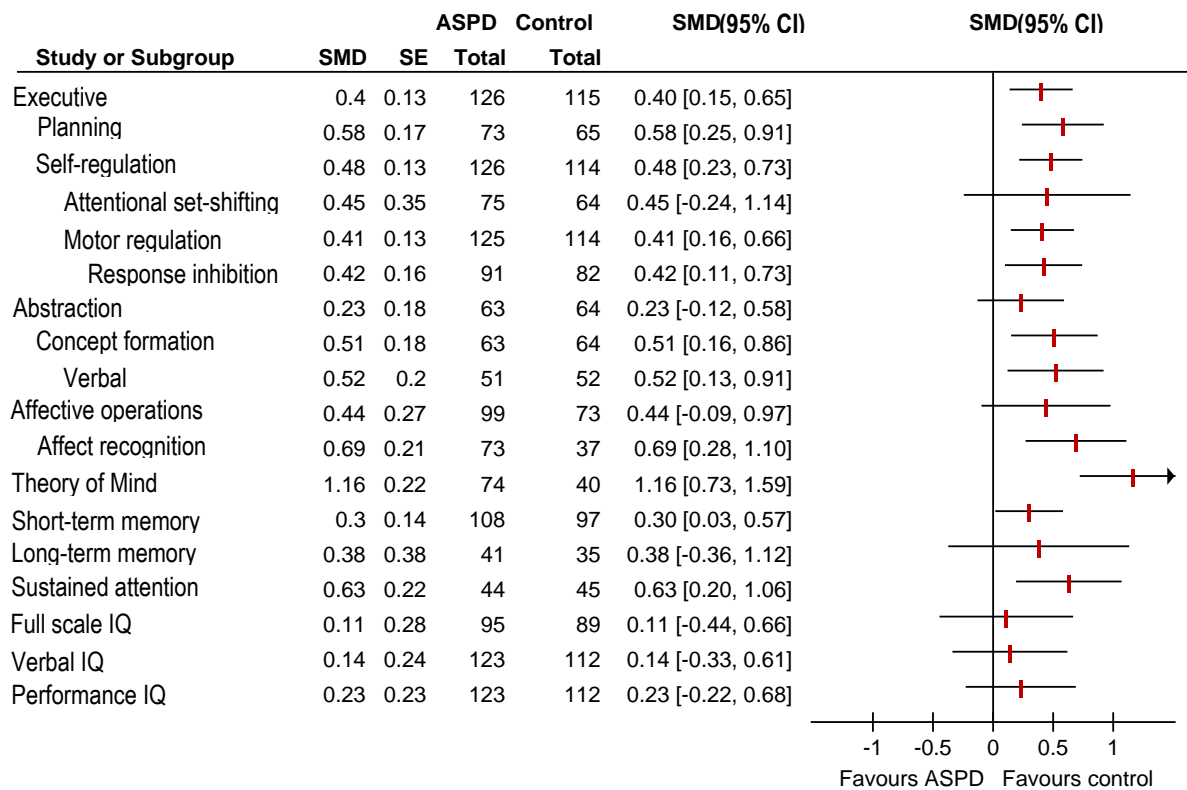 ASPD Control SMD(95% CI) SMD(95% CI)
Study or Subgroup SMD SE Total Total
Executive 0.4 0.13 126 115 0.40 [0.15, 0.65]
Planning 0.58 0.17 73 65 0.58 [0.25, 0.91]
Self-regulation 0.48 0.13 126 114 0.48 [0.23, 0.73]
Attentional set-shifting 0.45 0.35 75 64 0.45 [-0.24, 1.14]
Motor regulation 0.41 0.13 125 114 0.41 [0.16, 0.66]
Response inhibition 0.42 0.16 91 82 0.42 [0.11, 0.73]
Abstraction 0.23 0.18 63 64 0.23 [-0.12, 0.58]
Concept formation 0.51 0.18 63 64 0.51 [0.16, 0.86]
Verbal 0.52 0.2 51 52 0.52 [0.13, 0.91]
Affective operations 0.44 0.27 99 73 0.44 [-0.09, 0.97]
Affect recognition 0.69 0.21 73 37 0.69 [0.28, 1.10]
Theory of Mind 1.16 0.22 74 40 1.16 [0.73, 1.59]
Short-term memory 0.3 0.14 108 97 0.30 [0.03, 0.57]
Long-term memory 0.38 0.38 41 35 0.38 [-0.36, 1.12]
Sustained attention 0.63 0.22 44 45 0.63 [0.20, 1.06]
Full scale IQ 0.11 0.28 95 89 0.11 [-0.44, 0.66]
Verbal IQ 0.14 0.24 123 112 0.14 [-0.33, 0.61]
Performance IQ 0.23 0.23 123 112 0.23 [-0.22, 0.68]
-1 -0.5 0 0.5 1
Favours ASPD Favours control